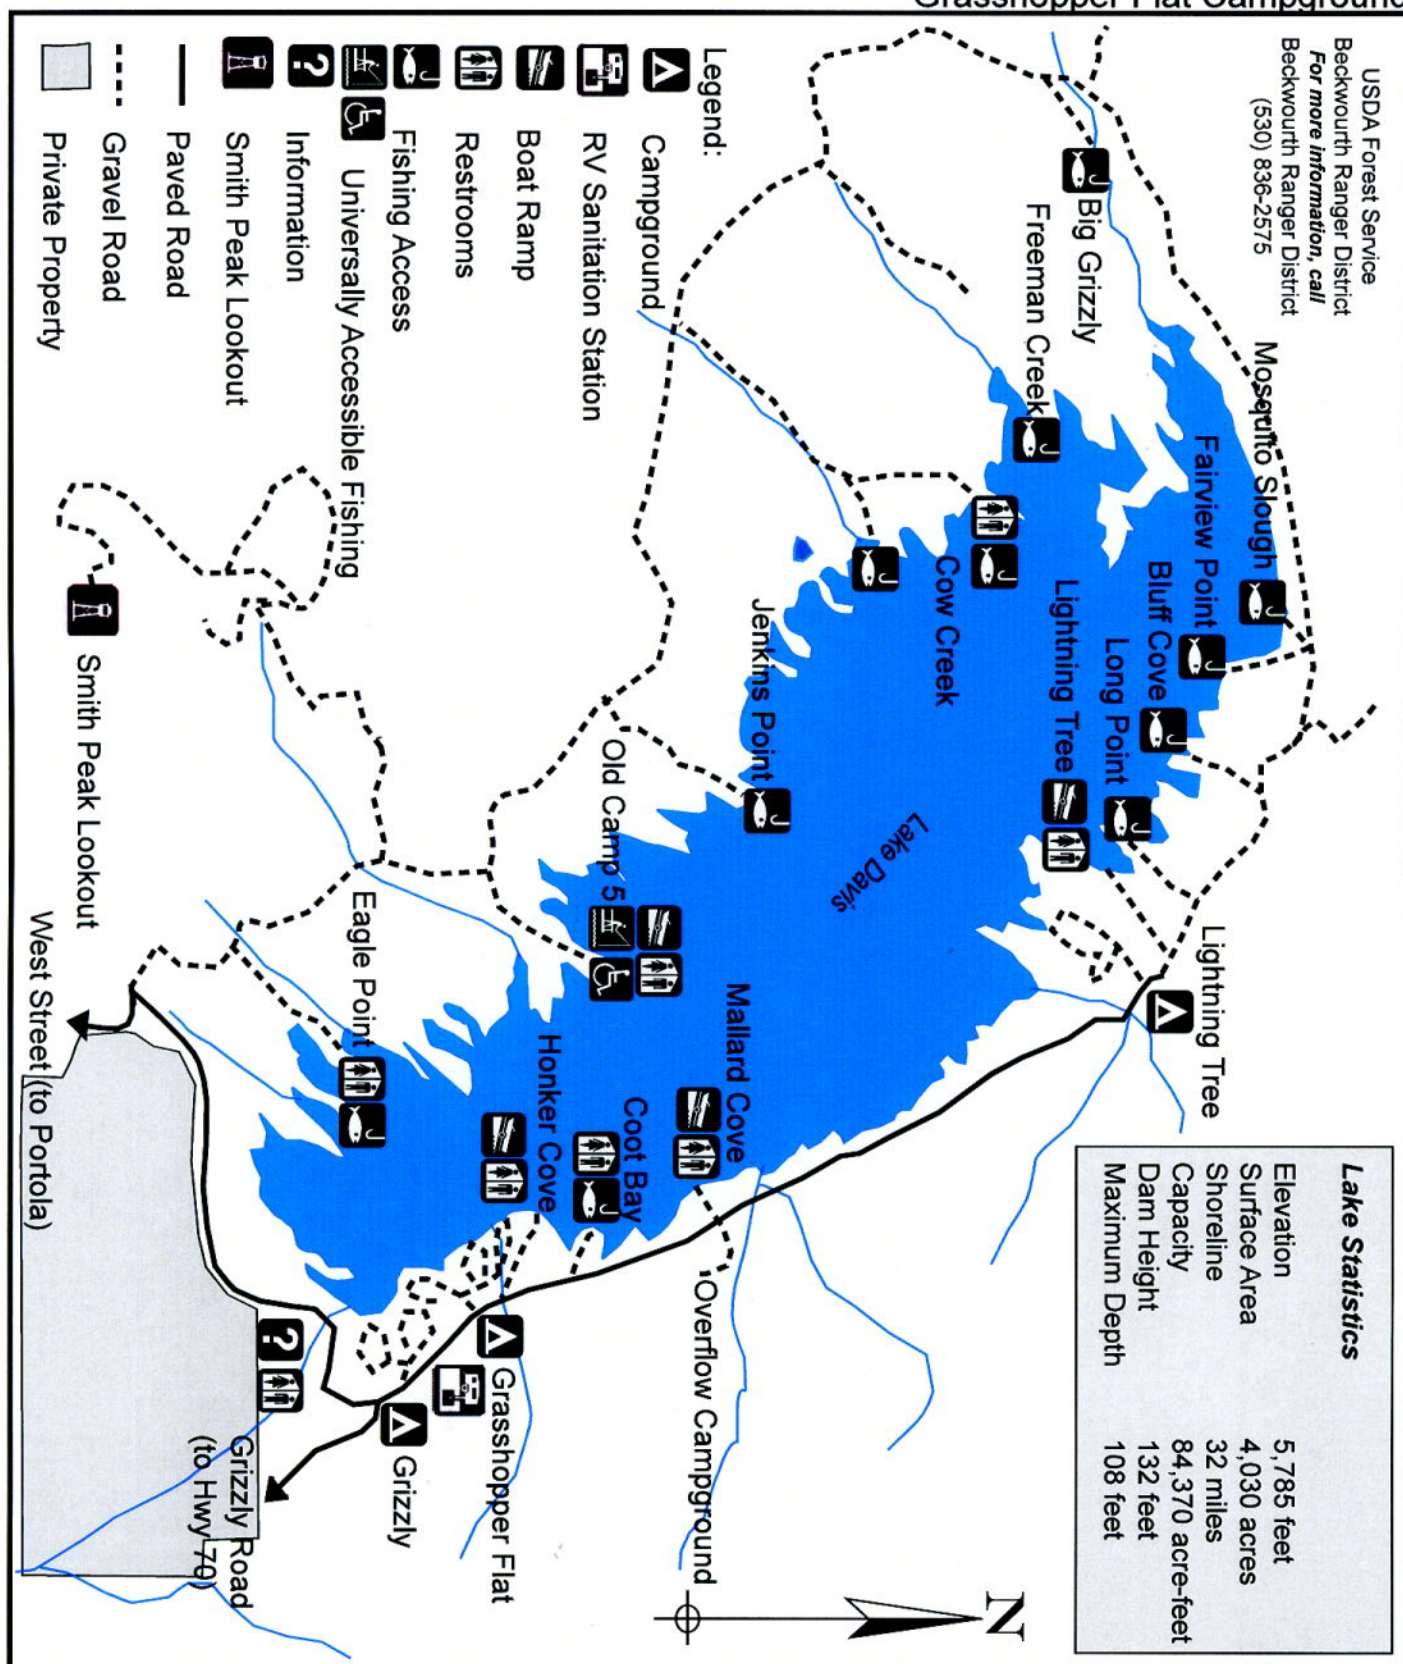 Grasshopper Flat Campground
USDA Forest Service
Beckwourth Ranger District
For more information, call
Beckwourth Ranger District
(530) 836-2575
Lake Statistics
Elevation 5,785 feet
Surface Area 4,030 acres
Shoreline 32 miles
Capacity 84,370 acre-feet
Dam Height 132 feet
Maximum Depth 108 feet
N
Mosquito Slough
Fairview Point
Bluff Cove
Long Point
Lightning Tree
Lightning Tree
Big Grizzly
Freeman Creek
Cow Creek
Jenkins Point
Lake Davis
Old Camp 5
Mallard Cove
Coot Bay
Honker Cove
Eagle Point
Overflow Campground
Grasshopper Flat
Grizzly
?
Grizzly Road
(to Hwy 70)
West Street (to Portola)
Smith Peak Lookout
Legend:
Campground
RV Sanitation Station
Boat Ramp
Restrooms
Fishing Access
Universally Accessible Fishing
? Information
Smith Peak Lookout
Paved Road
Gravel Road
Private Property